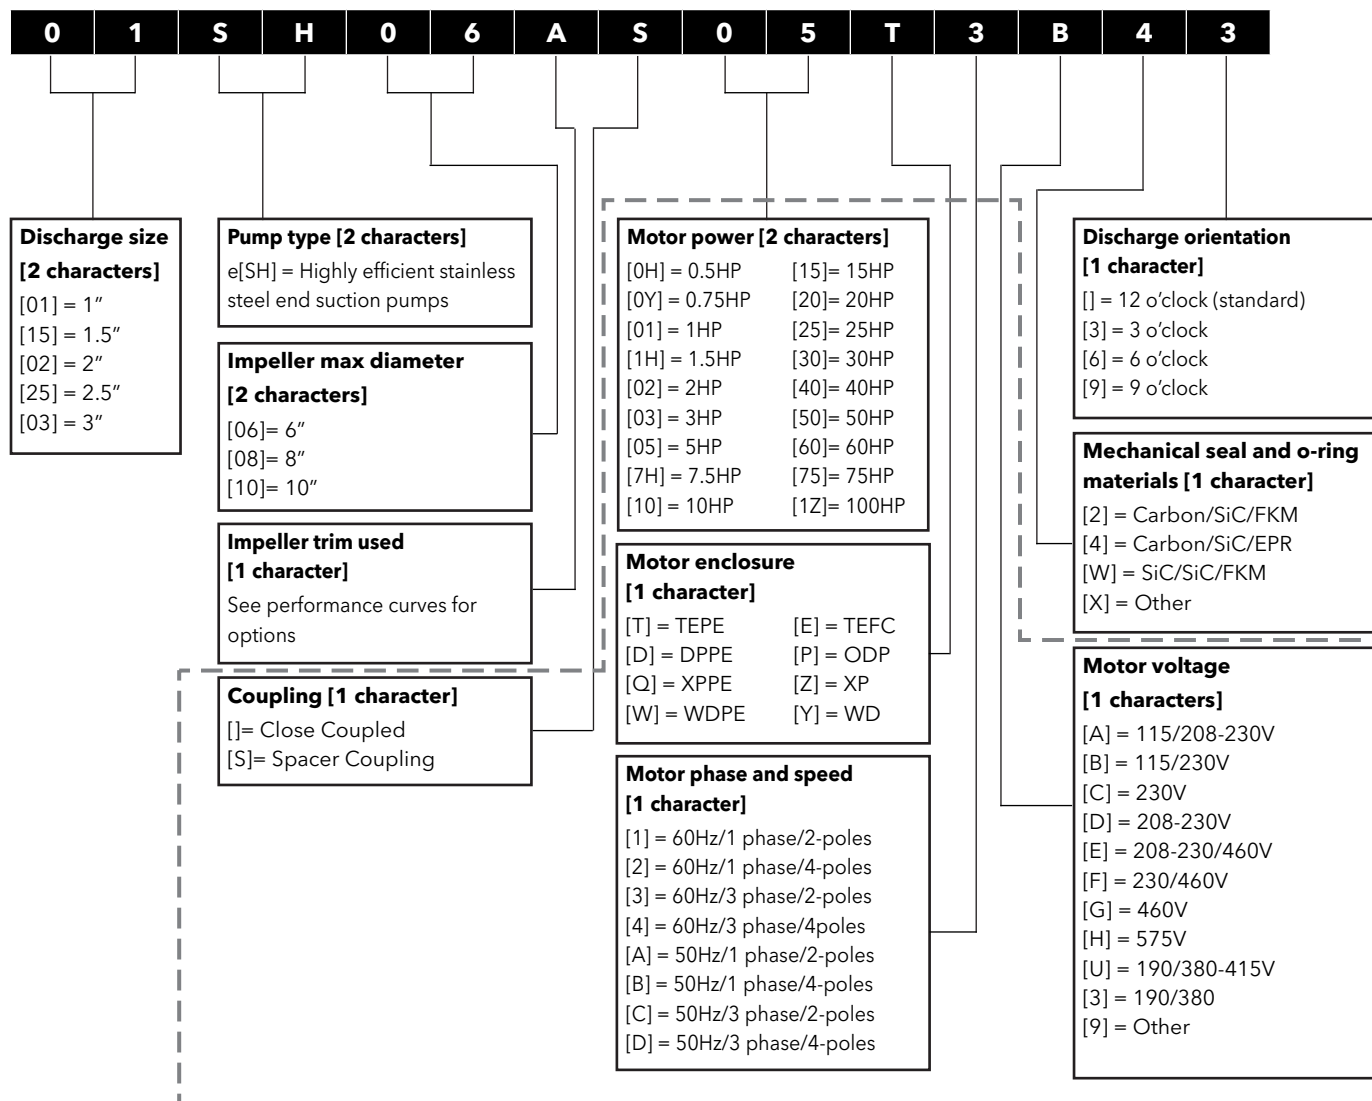 0 1 S H 0 6 A S 0 5 T 3 B 4 3
Discharge size
[2 characters]
[01] = 1″
[15] = 1.5″
[02] = 2″
[25] = 2.5″
[03] = 3″
Pump type [2 characters]
e[SH] = Highly efficient stainless
steel end suction pumps
Impeller max diameter
[2 characters]
[06]= 6″
[08]= 8″
[10]= 10″
Impeller trim used
[1 character]
See performance curves for
options
Coupling [1 character]
[]= Close Coupled
[S]= Spacer Coupling
Motor power [2 characters]
[0H] = 0.5HP [15]= 15HP
[0Y] = 0.75HP [20]= 20HP
[01] = 1HP [25]= 25HP
[1H] = 1.5HP [30]= 30HP
[02] = 2HP [40]= 40HP
[03] = 3HP [50]= 50HP
[05] = 5HP [60]= 60HP
[7H] = 7.5HP [75]= 75HP
[10] = 10HP [1Z]= 100HP
Motor enclosure
[1 character]
[T] = TEPE [E] = TEFC
[D] = DPPE [P] = ODP
[Q] = XPPE [Z] = XP
[W] = WDPE [Y] = WD
Motor phase and speed
[1 character]
[1] = 60Hz/1 phase/2-poles
[2] = 60Hz/1 phase/4-poles
[3] = 60Hz/3 phase/2-poles
[4] = 60Hz/3 phase/4poles
[A] = 50Hz/1 phase/2-poles
[B] = 50Hz/1 phase/4-poles
[C] = 50Hz/3 phase/2-poles
[D] = 50Hz/3 phase/4-poles
Discharge orientation
[1 character]
[] = 12 o’clock (standard)
[3] = 3 o’clock
[6] = 6 o’clock
[9] = 9 o’clock
Mechanical seal and o-ring
materials [1 character]
[2] = Carbon/SiC/FKM
[4] = Carbon/SiC/EPR
[W] = SiC/SiC/FKM
[X] = Other
Motor voltage
[1 characters]
[A] = 115/208-230V
[B] = 115/230V
[C] = 230V
[D] = 208-230V
[E] = 208-230/460V
[F] = 230/460V
[G] = 460V
[H] = 575V
[U] = 190/380-415V
[3] = 190/380
[9] = Other